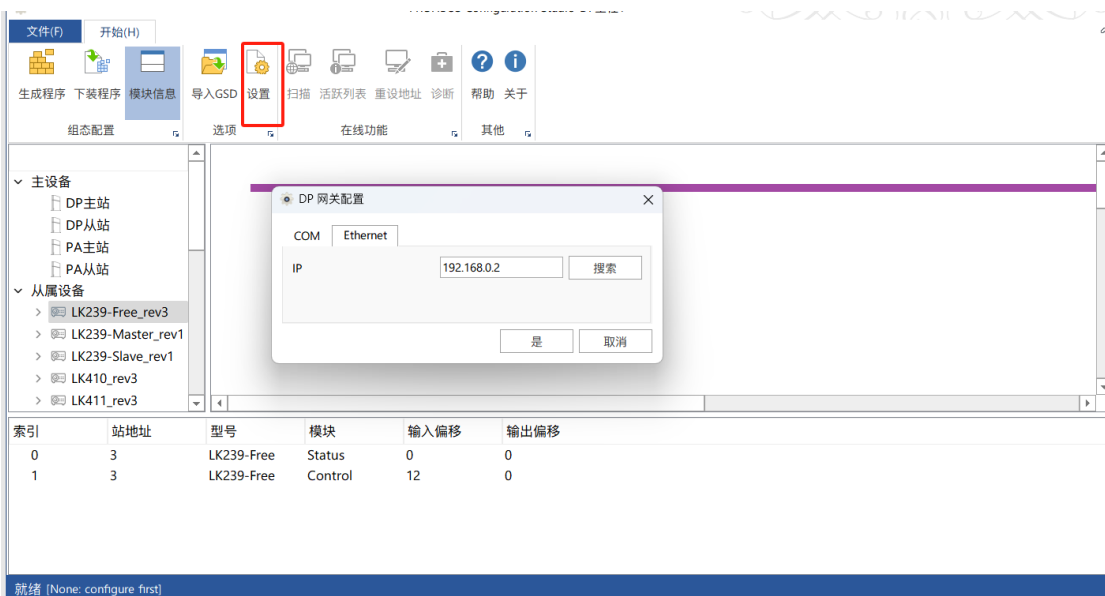 文件(F) 开始(H)
生成程序 下装程序 模块信息 导入GSD 设置 扫描 活跃列表 重设地址 诊断 帮助 关于
组态配置 选项 在线功能 其他
主设备
DP主站
DP从站
PA主站
PA从站
从属设备
LK239-Free_rev3
LK239-Master_rev1
LK239-Slave_rev1
LK410_rev3
LK411_rev3
DP 网关配置
COM Ethernet
IP 192.168.0.2 搜索
是 取消
索引 站地址 型号 模块 输入偏移 输出偏移
0 3 LK239-Free Status 0 0
1 3 LK239-Free Control 12 0
就绪 [None: configure first]